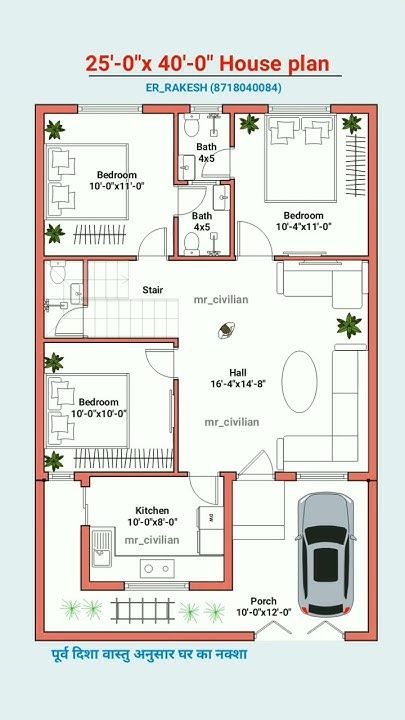 25'-0"x 40'-0" House plan
ER_RAKESH (8718040084)
Bath
4x5
Bedroom
10'-0"x11'-0"
Bath
4x5
Bedroom
10'-4"x11'-0"
Stair
mr_civilian
Hall
16'-4"x14'-8"
Bedroom
10'-0"x10'-0"
mr_civilian
Kitchen
10'-0"x8'-0"
mr_civilian
Porch
10'-0"x12'-0"
पूर्व दिशा वास्तु अनुसार घर का नक्शा